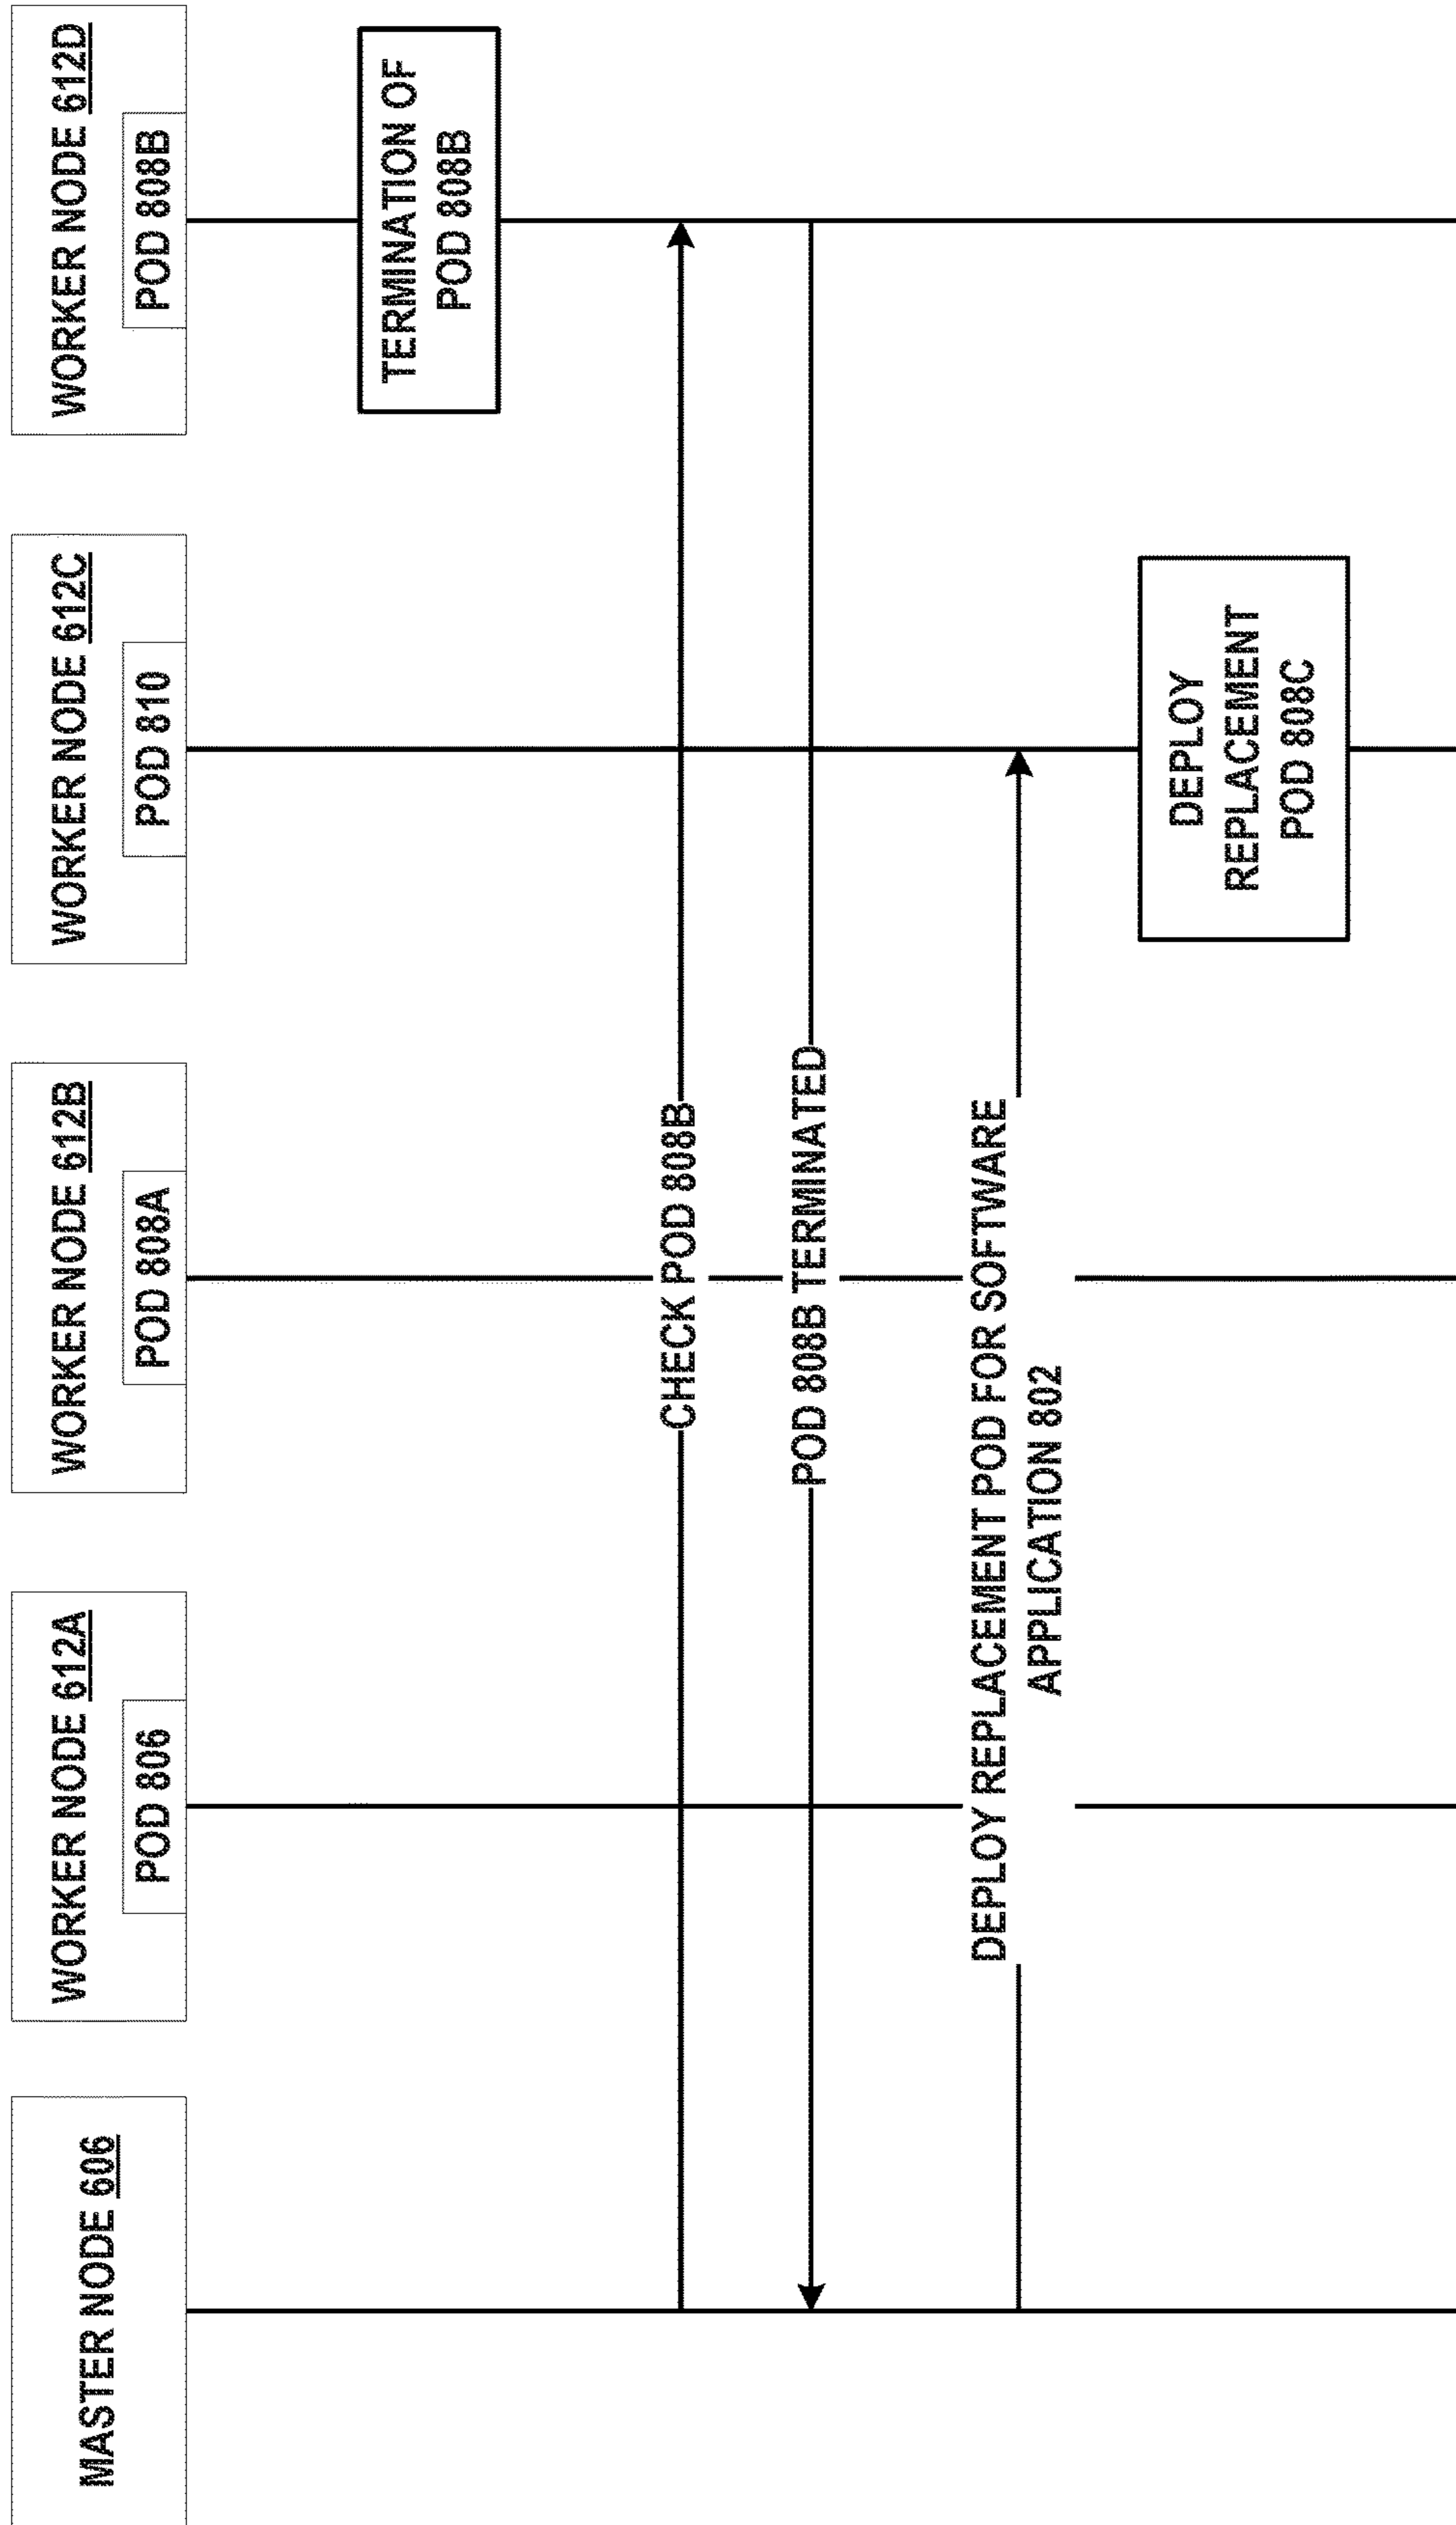 MASTER NODE 606
WORKER NODE 612A
POD 806
WORKER NODE 612B
POD 808A
WORKER NODE 612C
POD 810
WORKER NODE 612D
POD 808B
TERMINATION OF
POD 808B
CHECK POD 808B
POD 808B TERMINATED
DEPLOY REPLACEMENT POD FOR SOFTWARE
APPLICATION 802
DEPLOY
REPLACEMENT
POD 808C